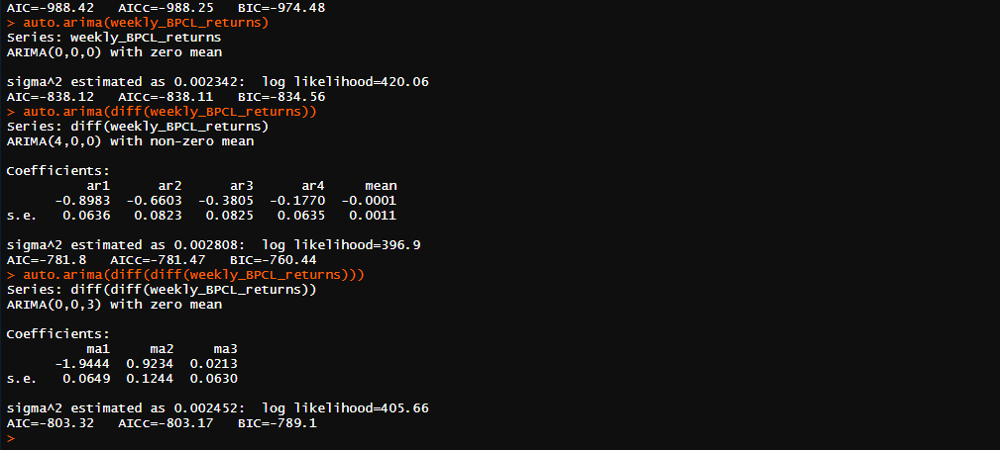 AIC=-988.42   AICc=-988.25   BIC=-974.48
> auto.arima(weekly_BPCL_returns)
Series: weekly_BPCL_returns
ARIMA(0,0,0) with zero mean
sigma^2 estimated as 0.002342:  log likelihood=420.06
AIC=-838.12   AICc=-838.11   BIC=-834.56
> auto.arima(diff(weekly_BPCL_returns))
Series: diff(weekly_BPCL_returns)
ARIMA(4,0,0) with non-zero mean
Coefficients:
          ar1      ar2      ar3      ar4     mean
      -0.8983  -0.6603  -0.3805  -0.1770  -0.0001
s.e.   0.0636   0.0823   0.0825   0.0635   0.0011
sigma^2 estimated as 0.002808:  log likelihood=396.9
AIC=-781.8   AICc=-781.47   BIC=-760.44
> auto.arima(diff(diff(weekly_BPCL_returns)))
Series: diff(diff(weekly_BPCL_returns))
ARIMA(0,0,3) with zero mean
Coefficients:
          ma1     ma2     ma3
      -1.9444  0.9234  0.0213
s.e.   0.0649  0.1244  0.0630
sigma^2 estimated as 0.002452:  log likelihood=405.66
AIC=-803.32   AICc=-803.17   BIC=-789.1
>